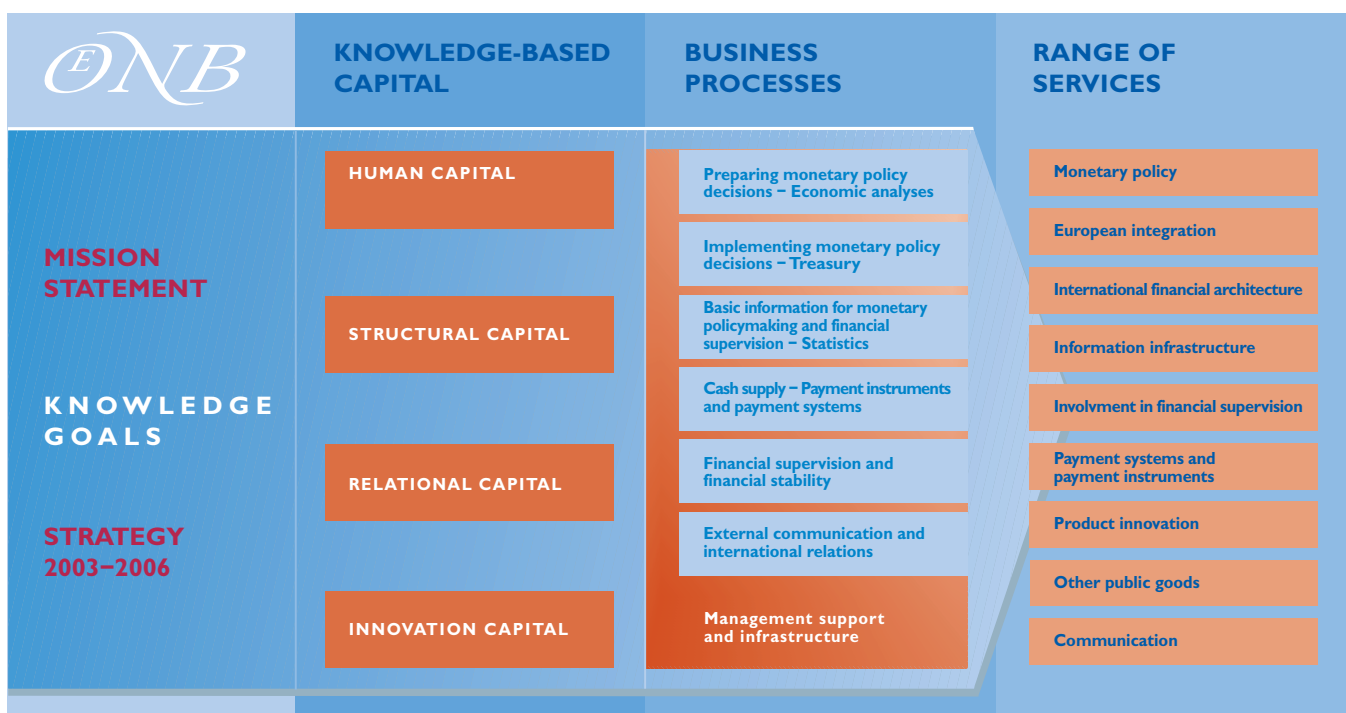 OENB
KNOWLEDGE-BASED
CAPITAL
BUSINESS
PROCESSES
RANGE OF
SERVICES
MISSION
STATEMENT
KNOWLEDGE
GOALS
STRATEGY
2003–2006
HUMAN CAPITAL
STRUCTURAL CAPITAL
RELATIONAL CAPITAL
INNOVATION CAPITAL
Preparing monetary policy
decisions – Economic analyses
Implementing monetary policy
decisions – Treasury
Basic information for monetary
policymaking and financial
supervision – Statistics
Cash supply – Payment instruments
and payment systems
Financial supervision and
financial stability
External communication and
international relations
Management support
and infrastructure
Monetary policy
European integration
International financial architecture
Information infrastructure
Involvment in financial supervision
Payment systems and
payment instruments
Product innovation
Other public goods
Communication